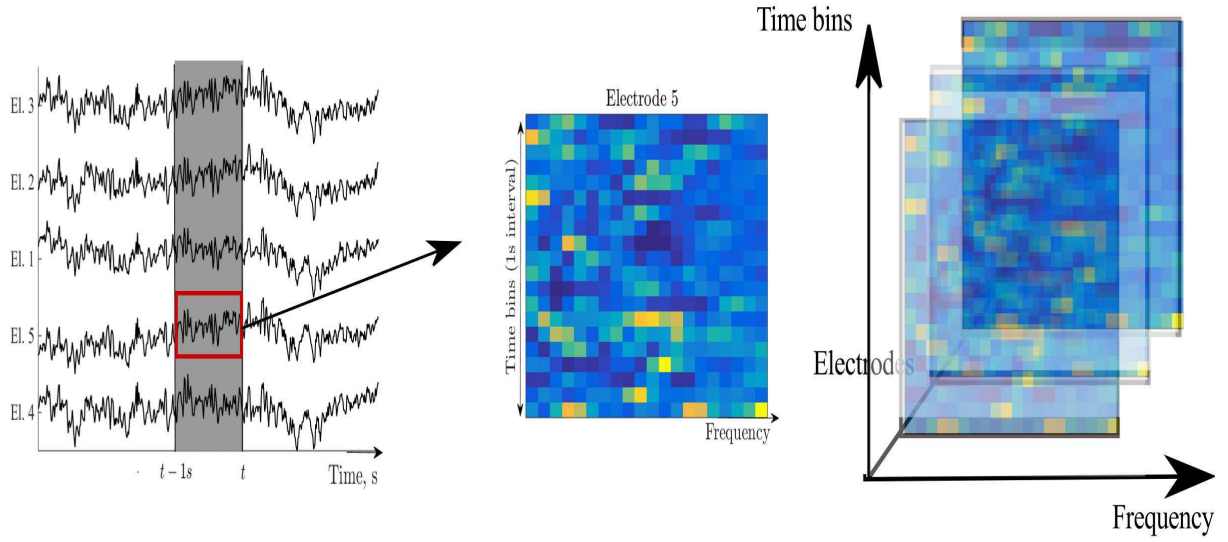 El. 3
El. 2
El. 1
El. 5
El. 4
t − 1s
t
Time, s
Electrode 5
Time bins (1s interval)
Frequency
Time bins
Electrodes
Frequency